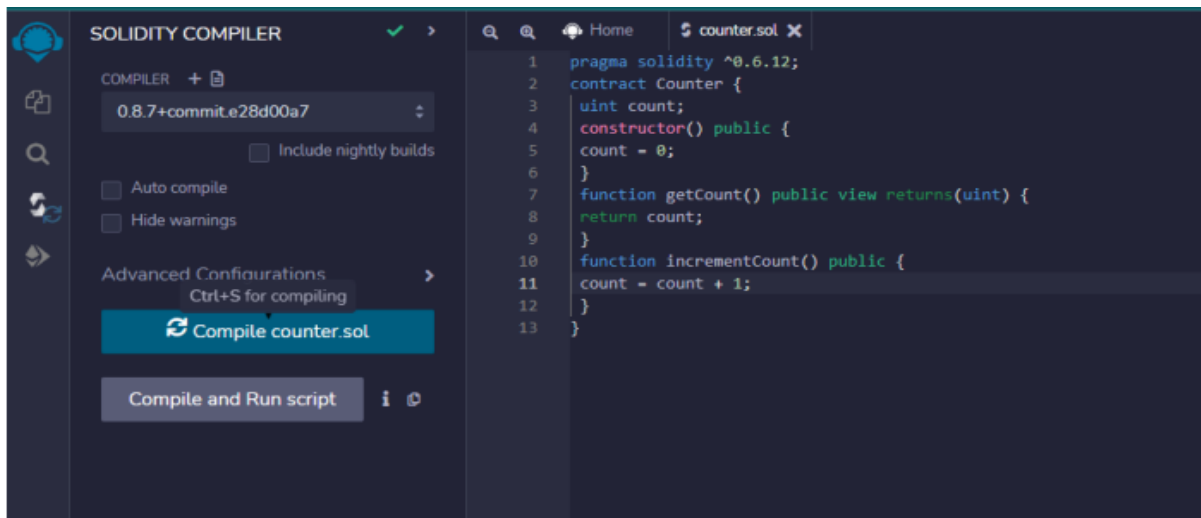 SOLIDITY COMPILER
COMPILER
0.8.7+commit.e28d00a7
Include nightly builds
Auto compile
Hide warnings
Advanced Configurations
Ctrl+S for compiling
Compile counter.sol
Compile and Run script
Home
counter.sol
1 pragma solidity ^0.6.12;
2 contract Counter {
3 uint count;
4 constructor() public {
5 count = 0;
6 }
7 function getCount() public view returns(uint) {
8 return count;
9 }
10 function incrementCount() public {
11 count = count + 1;
12 }
13 }